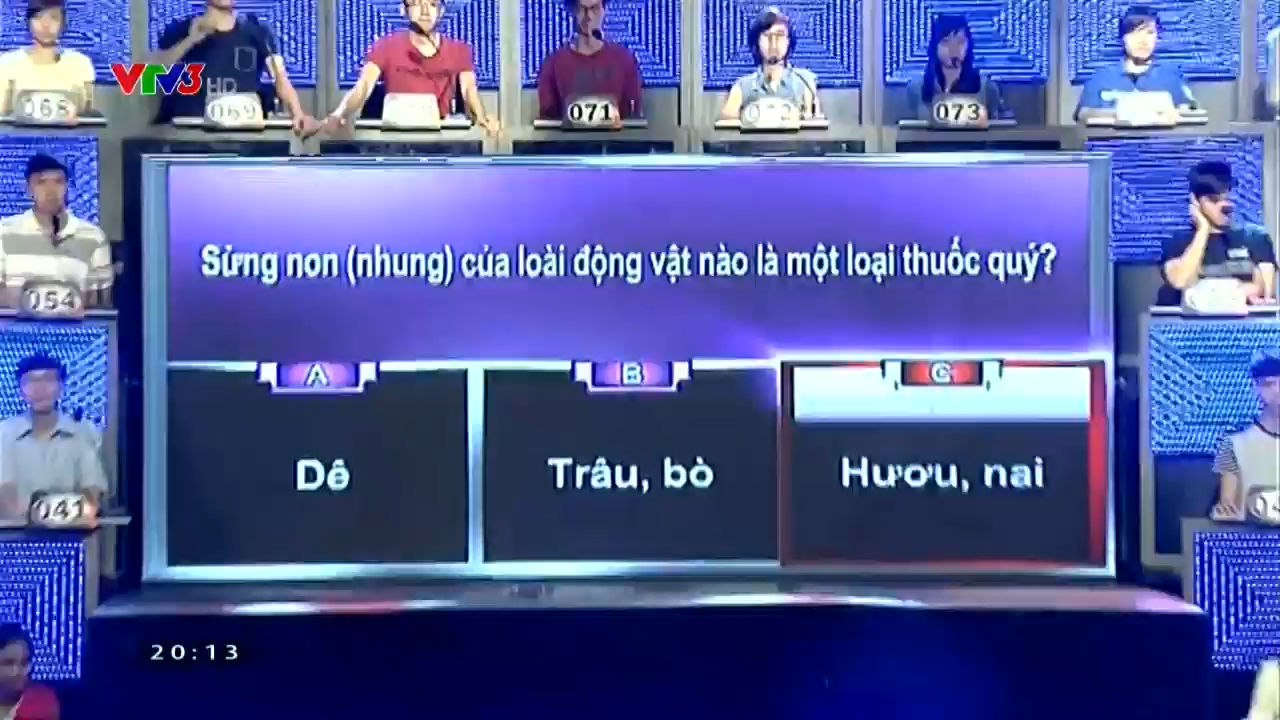 VTV3 HD
068
069
071
073
Sừng non (nhung) của loài động vật nào là một loại thuốc quý?
054
A
B
C
Dê
Trâu, bò
Hươu, nai
041
20:13